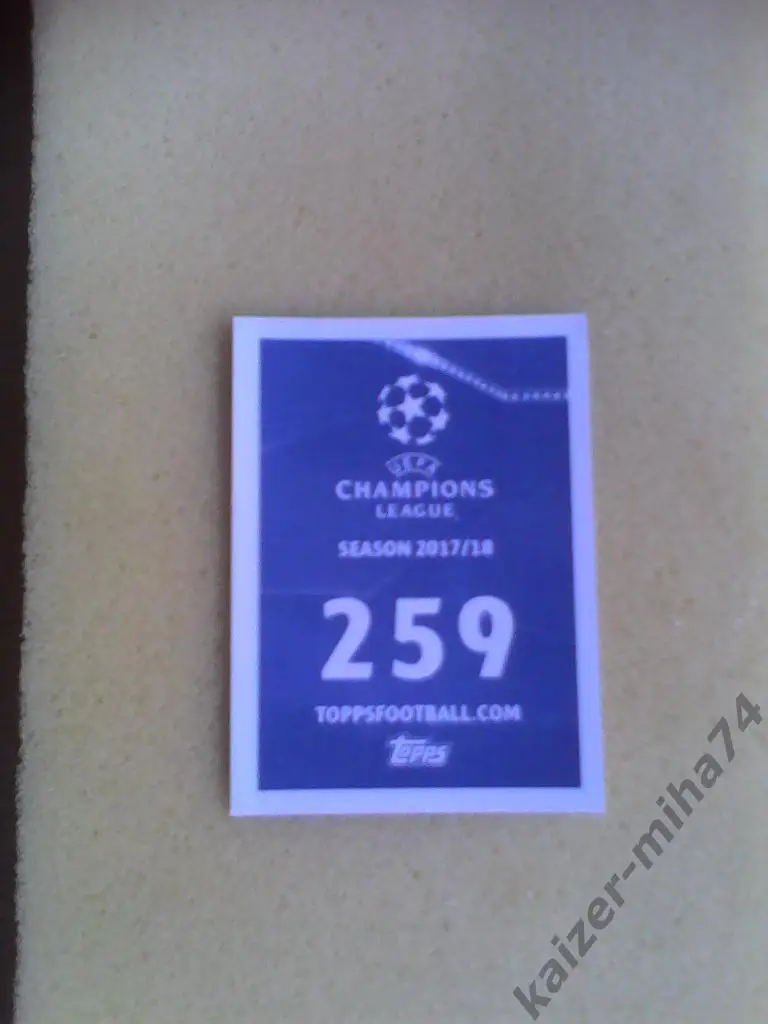 UEFA
CHAMPIONS
LEAGUE
SEASON 2017/18
259
TOPPSFOOTBALL.COM
Topps
kaizer-miha74